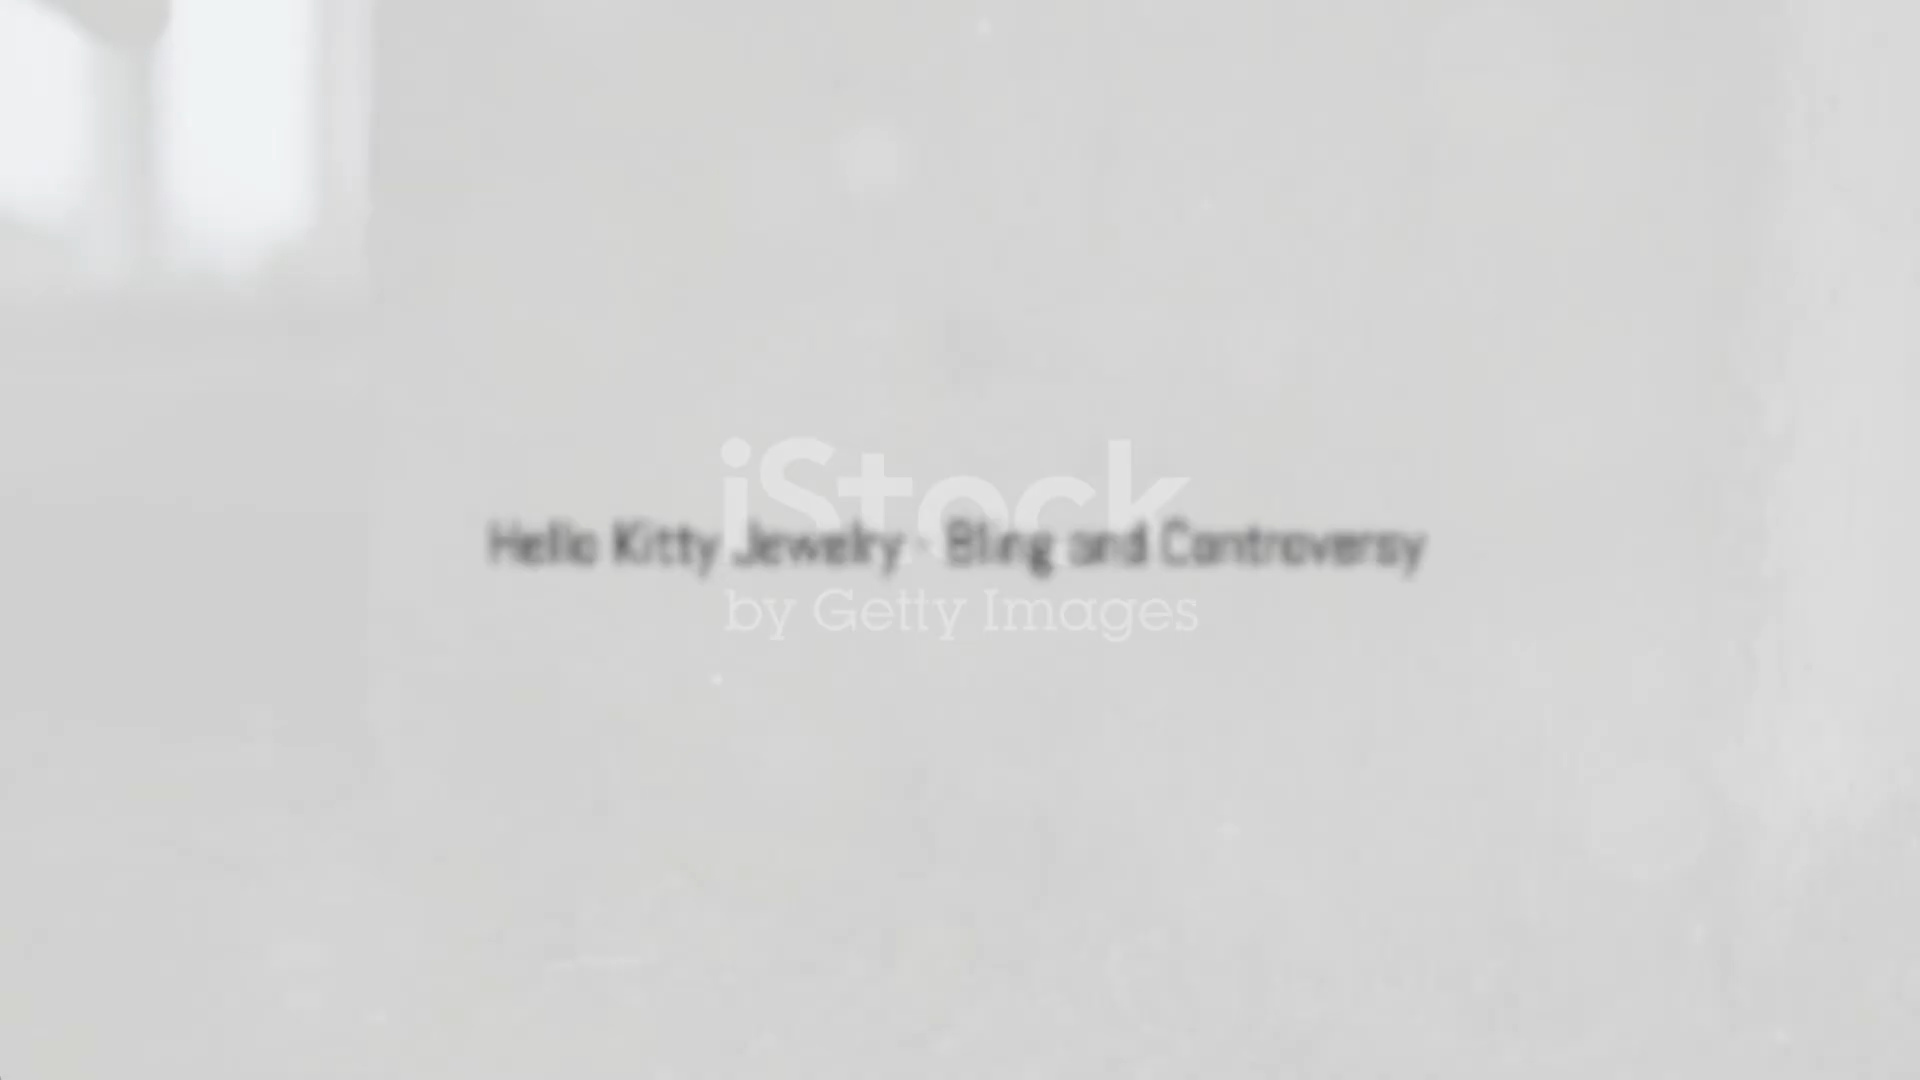 iStock
Hello Kitty Jewelry - Bling and Controversy
by Getty Images